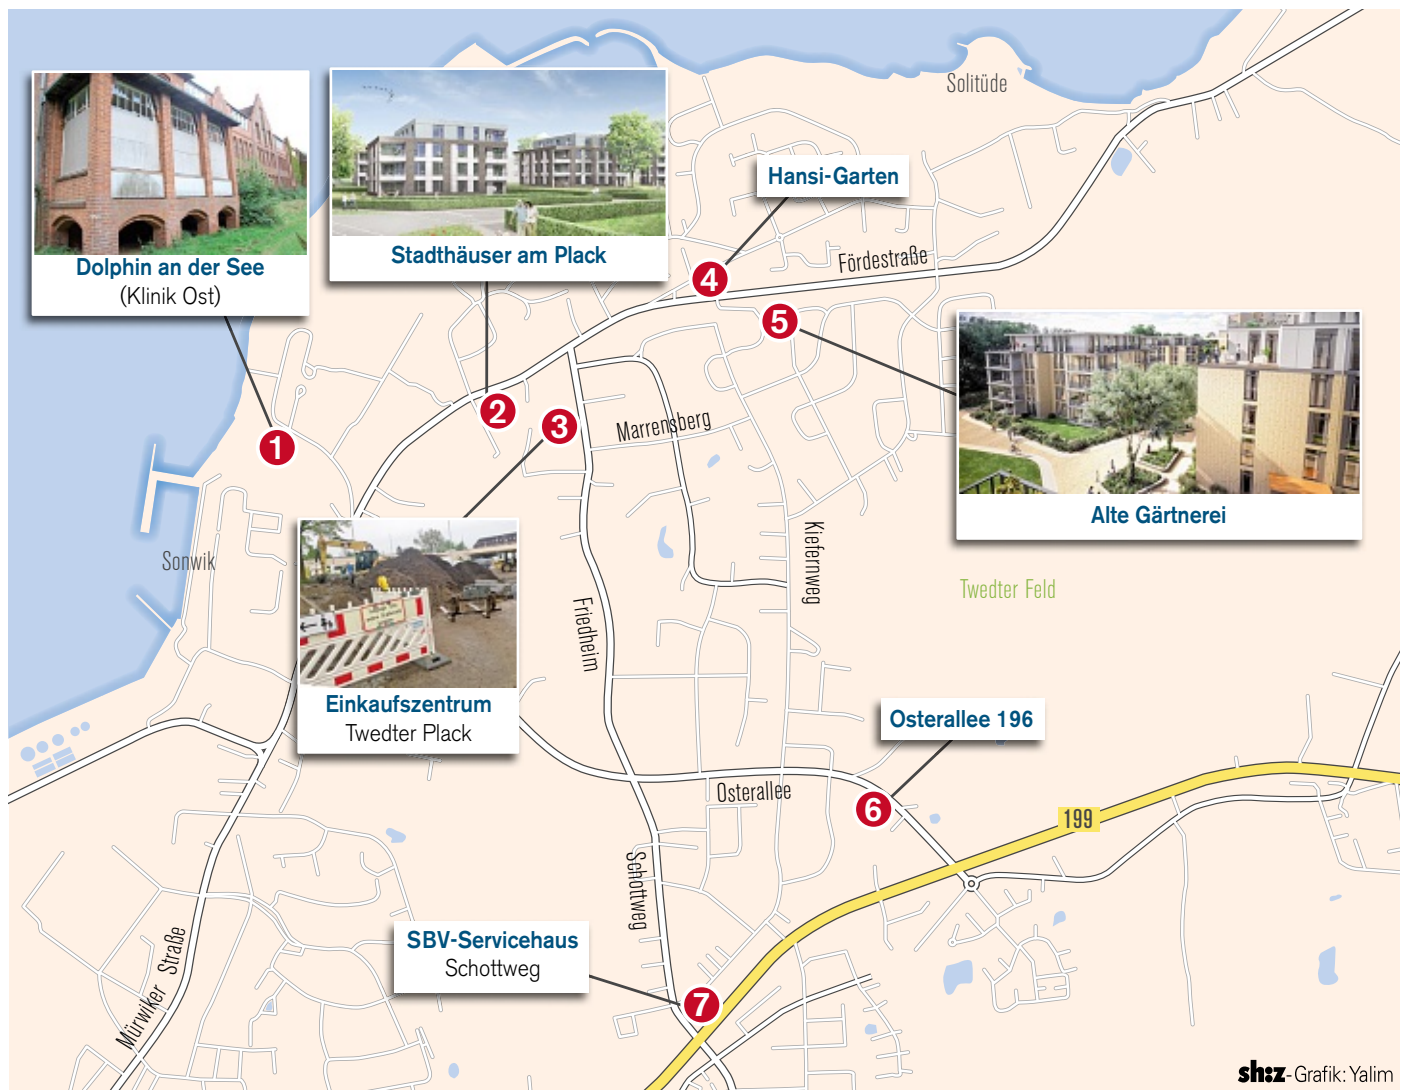 Solitüde
Hansi-Garten
Dolphin an der See
(Klinik Ost)
Stadthäuser am Plack
4
Fördestraße
5
2
3
Marrensberg
1
Alte Gärtnerei
Kiefernweg
Sonwik
Twedter Feld
Friedheim
Einkaufszentrum
Twedter Plack
Osterallee 196
Osterallee
6
199
Schottweg
SBV-Servicehaus
Schottweg
Mürwiker Straße
7
sh:z-Grafik: Yalim